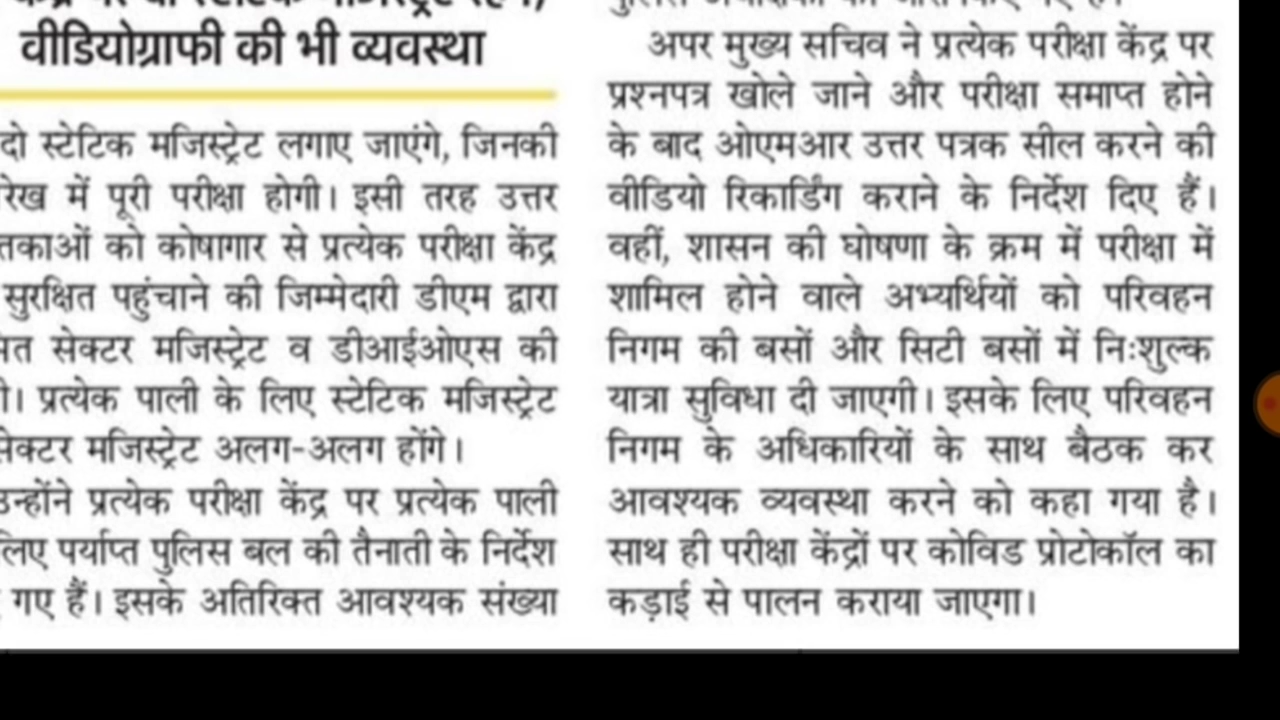 वीडियोग्राफी की भी व्यवस्था
दो स्टेटिक मजिस्ट्रेट लगाए जाएंगे, जिनकी
रेख में पूरी परीक्षा होगी। इसी तरह उत्तर
तकाओं को कोषागार से प्रत्येक परीक्षा केंद्र
सुरक्षित पहुंचाने की जिम्मेदारी डीएम द्वारा
सेक्टर मजिस्ट्रेट व डीआईओएस की
प्रत्येक पाली के लिए स्टेटिक मजिस्ट्रेट
सेक्टर मजिस्ट्रेट अलग-अलग होंगे।
उन्होंने प्रत्येक परीक्षा केंद्र पर प्रत्येक पाली
लिए पर्याप्त पुलिस बल की तैनाती के निर्देश
गए हैं। इसके अतिरिक्त आवश्यक संख्या
अपर मुख्य सचिव ने प्रत्येक परीक्षा केंद्र पर
प्रश्नपत्र खोले जाने और परीक्षा समाप्त होने
के बाद ओएमआर उत्तर पत्रक सील करने की
वीडियो रिकार्डिंग कराने के निर्देश दिए हैं।
वहीं, शासन की घोषणा के क्रम में परीक्षा में
शामिल होने वाले अभ्यर्थियों को परिवहन
निगम की बसों और सिटी बसों में निःशुल्क
यात्रा सुविधा दी जाएगी। इसके लिए परिवहन
निगम के अधिकारियों के साथ बैठक कर
आवश्यक व्यवस्था करने को कहा गया है।
साथ ही परीक्षा केंद्रों पर कोविड प्रोटोकॉल का
कड़ाई से पालन कराया जाएगा।